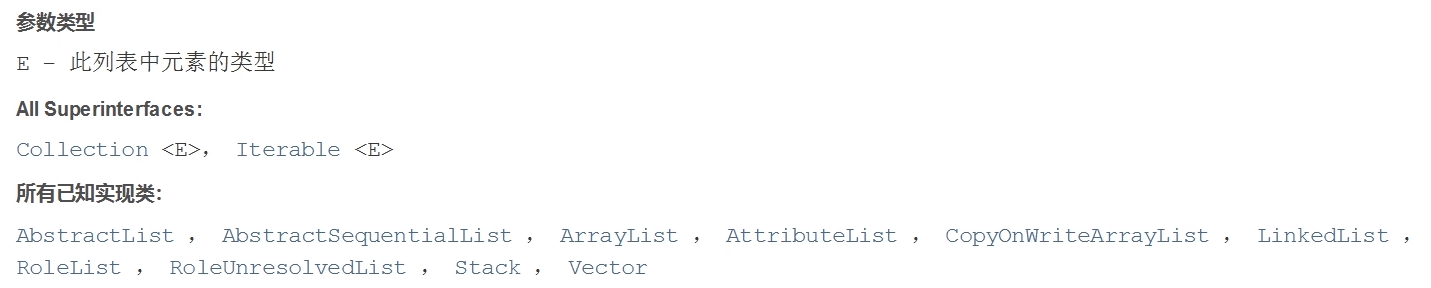 参数类型
E - 此列表中元素的类型
All Superinterfaces:
Collection <E>， Iterable <E>
所有已知实现类:
AbstractList ， AbstractSequentialList ， ArrayList ， AttributeList ， CopyOnWriteArrayList ， LinkedList ，
RoleList ， RoleUnresolvedList ， Stack ， Vector